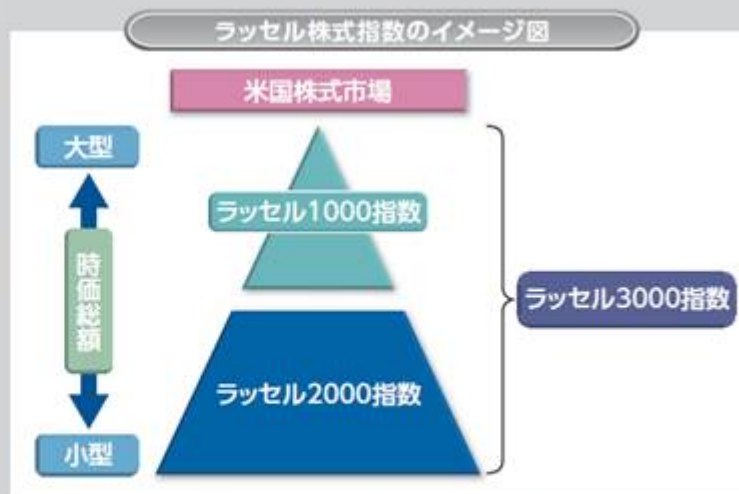 ラッセル株式指数のイメージ図
米国株式市場
大型
ラッセル1000指数
時価総額
ラッセル3000指数
ラッセル2000指数
小型